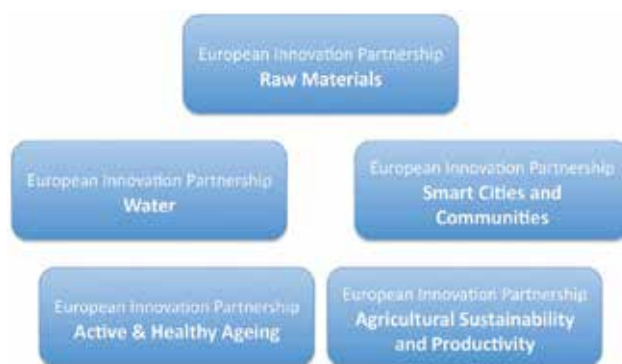 European Innovation Partnership
Raw Materials
European Innovation Partnership
Water
European Innovation Partnership
Smart Cities and
Communities
European Innovation Partnership
Active & Healthy Ageing
European Innovation Partnership
Agricultural Sustainability
and Productivity